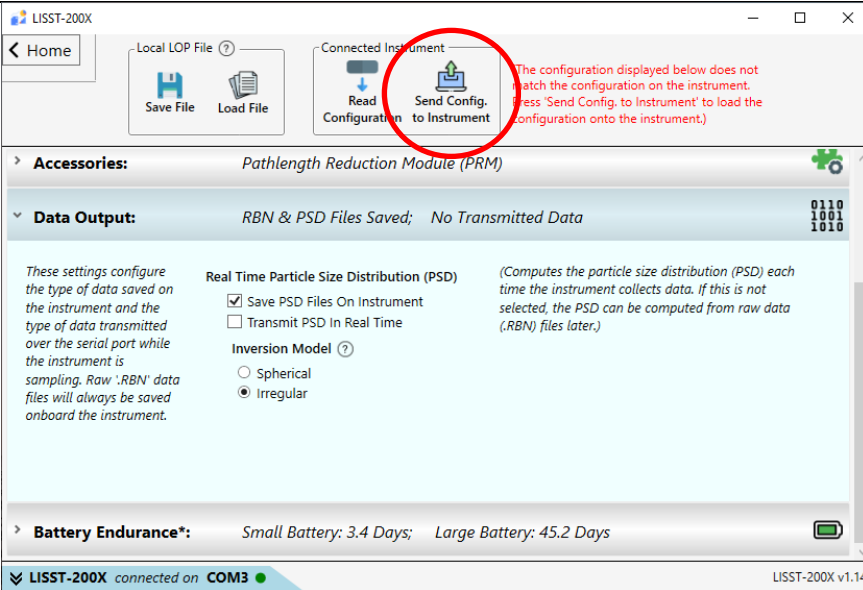 LISST-200X
Home
Local LOP File ?
Save File
Load File
Connected Instrument
Read
Configuration
Send Config.
to Instrument
(The configuration displayed below does not
match the configuration on the instrument.
Press 'Send Config. to Instrument' to load the
configuration onto the instrument.)
Accessories: Pathlength Reduction Module (PRM)
Data Output: RBN & PSD Files Saved; No Transmitted Data
0110
1001
1010
These settings configure
the type of data saved on
the instrument and the
type of data transmitted
over the serial port while
the instrument is
sampling. Raw '.RBN' data
files will always be saved
onboard the instrument.
Real Time Particle Size Distribution (PSD)
Save PSD Files On Instrument
Transmit PSD In Real Time
Inversion Model ?
Spherical
Irregular
(Computes the particle size distribution (PSD) each
time the instrument collects data. If this is not
selected, the PSD can be computed from raw data
(.RBN) files later.)
Battery Endurance*: Small Battery: 3.4 Days; Large Battery: 45.2 Days
LISST-200X connected on COM3
LISST-200X v1.14